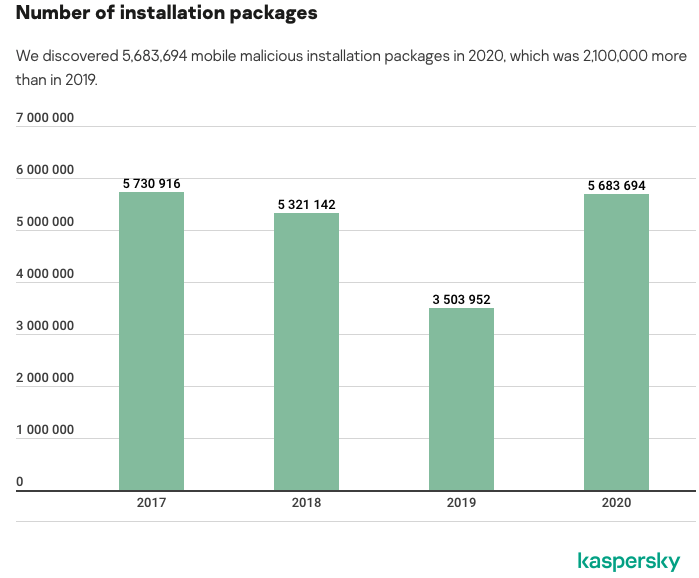 Number of installation packages
We discovered 5,683,694 mobile malicious installation packages in 2020, which was 2,100,000 more
than in 2019.
7 000 000
6 000 000
5 000 000
4 000 000
3 000 000
2 000 000
1 000 000
0
5 730 916
5 321 142
3 503 952
5 683 694
2017
2018
2019
2020
kaspersky